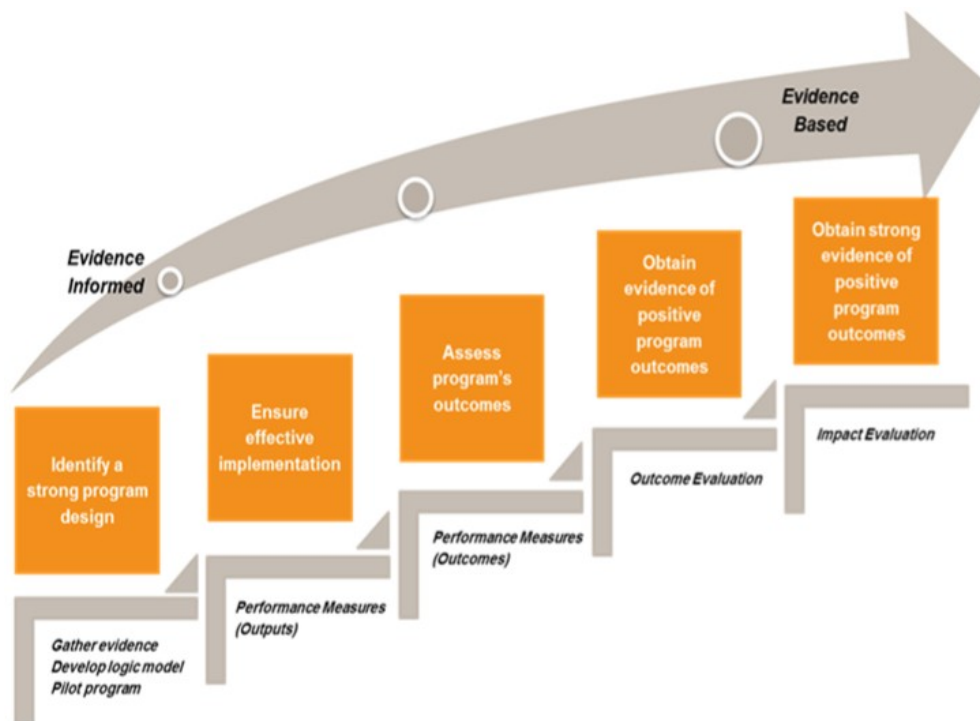 Evidence
Based
Evidence
Informed
Identify a
strong program
design
Ensure
effective
implementation
Assess
program's
outcomes
Obtain
evidence of
positive
program
outcomes
Obtain strong
evidence of
positive
program
outcomes
Gather evidence
Develop logic model
Pilot program
Performance Measures
(Outputs)
Performance Measures
(Outcomes)
Outcome Evaluation
Impact Evaluation